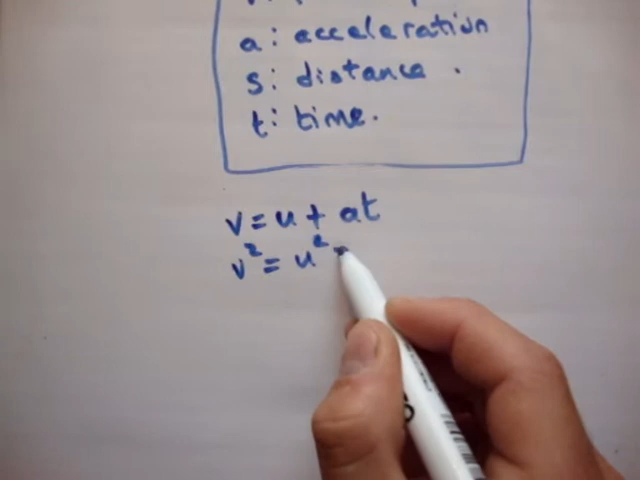 a: acceleration
s: distance.
t: time.
v = u + at
v² = u²